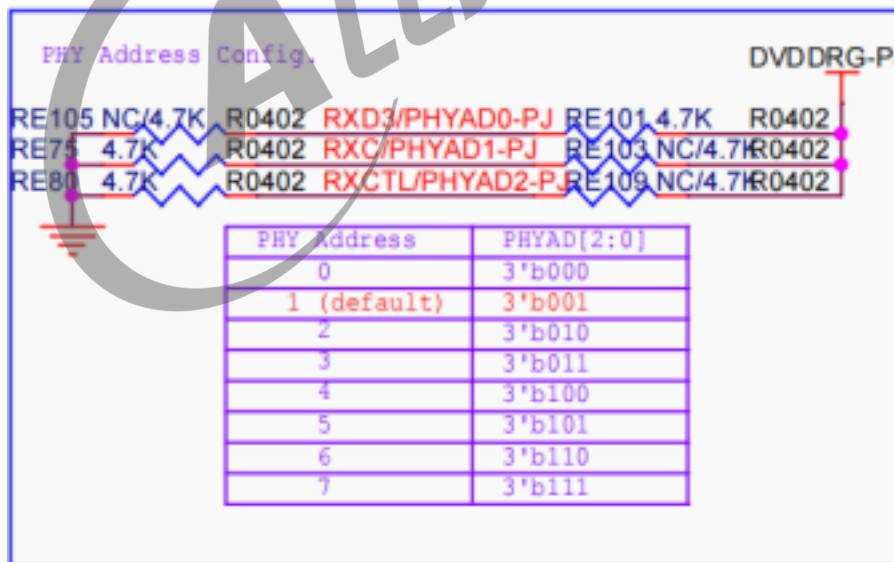 PHY Address Config.
DVDDRG-P
RE105 NC/4.7K R0402 RXD3/PHYAD0-PJ RE101 4.7K R0402
RE75 4.7K R0402 RXC/PHYAD1-PJ RE103 NC/4.7K R0402
RE80 4.7K R0402 RXCTL/PHYAD2-PJ RE109 NC/4.7K R0402
PHY Address PHYAD[2:0]
0 3'b000
1 (default) 3'b001
2 3'b010
3 3'b011
4 3'b100
5 3'b101
6 3'b110
7 3'b111